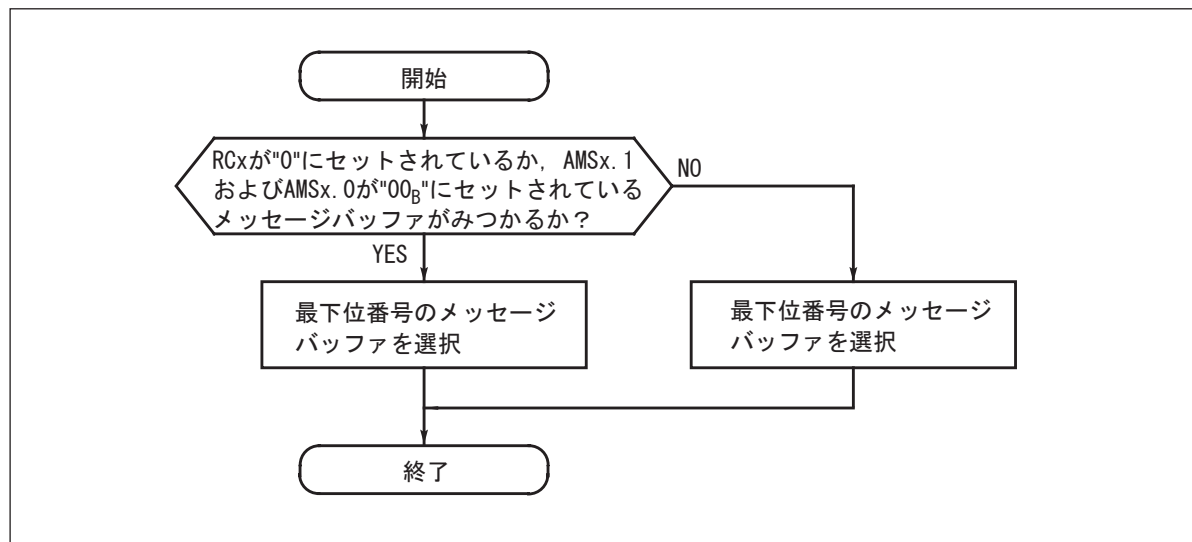 開始
RCxが"0"にセットされているか, AMSx.1
およびAMSx.0が"00B"にセットされている
メッセージバッファがみつかるか？
NO
YES
最下位番号のメッセージ
バッファを選択
最下位番号のメッセージ
バッファを選択
終了